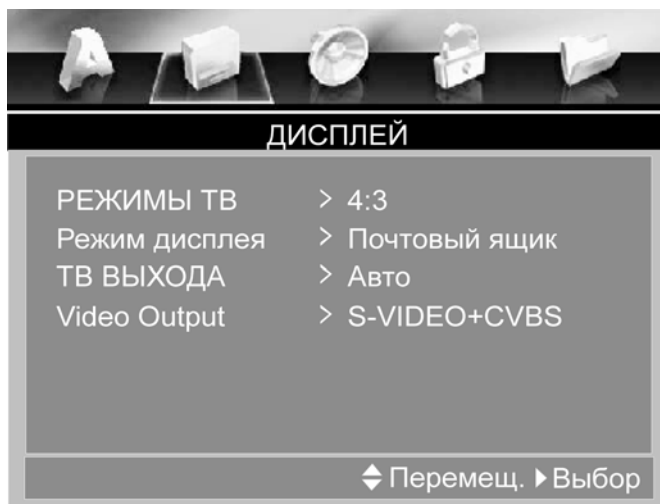 ДИСПЛЕЙ
РЕЖИМЫ ТВ > 4:3
Режим дисплея > Почтовый ящик
ТВ ВЫХОДА > Авто
Video Output > S-VIDEO+CVBS
Перемещ. Выбор